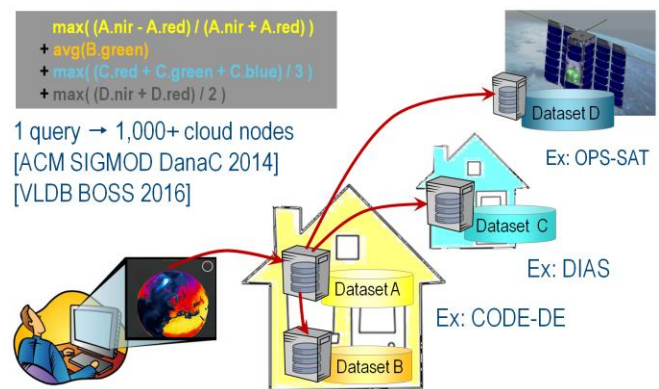 max( (A.nir - A.red) / (A.nir + A.red) )
+ avg(B.green)
+ max( (C.red + C.green + C.blue) / 3 )
+ max( (D.nir + D.red) / 2 )
1 query → 1,000+ cloud nodes
[ACM SIGMOD DanaC 2014]
[VLDB BOSS 2016]
Dataset D
Ex: OPS-SAT
Dataset C
Ex: DIAS
Dataset A
Ex: CODE-DE
Dataset B